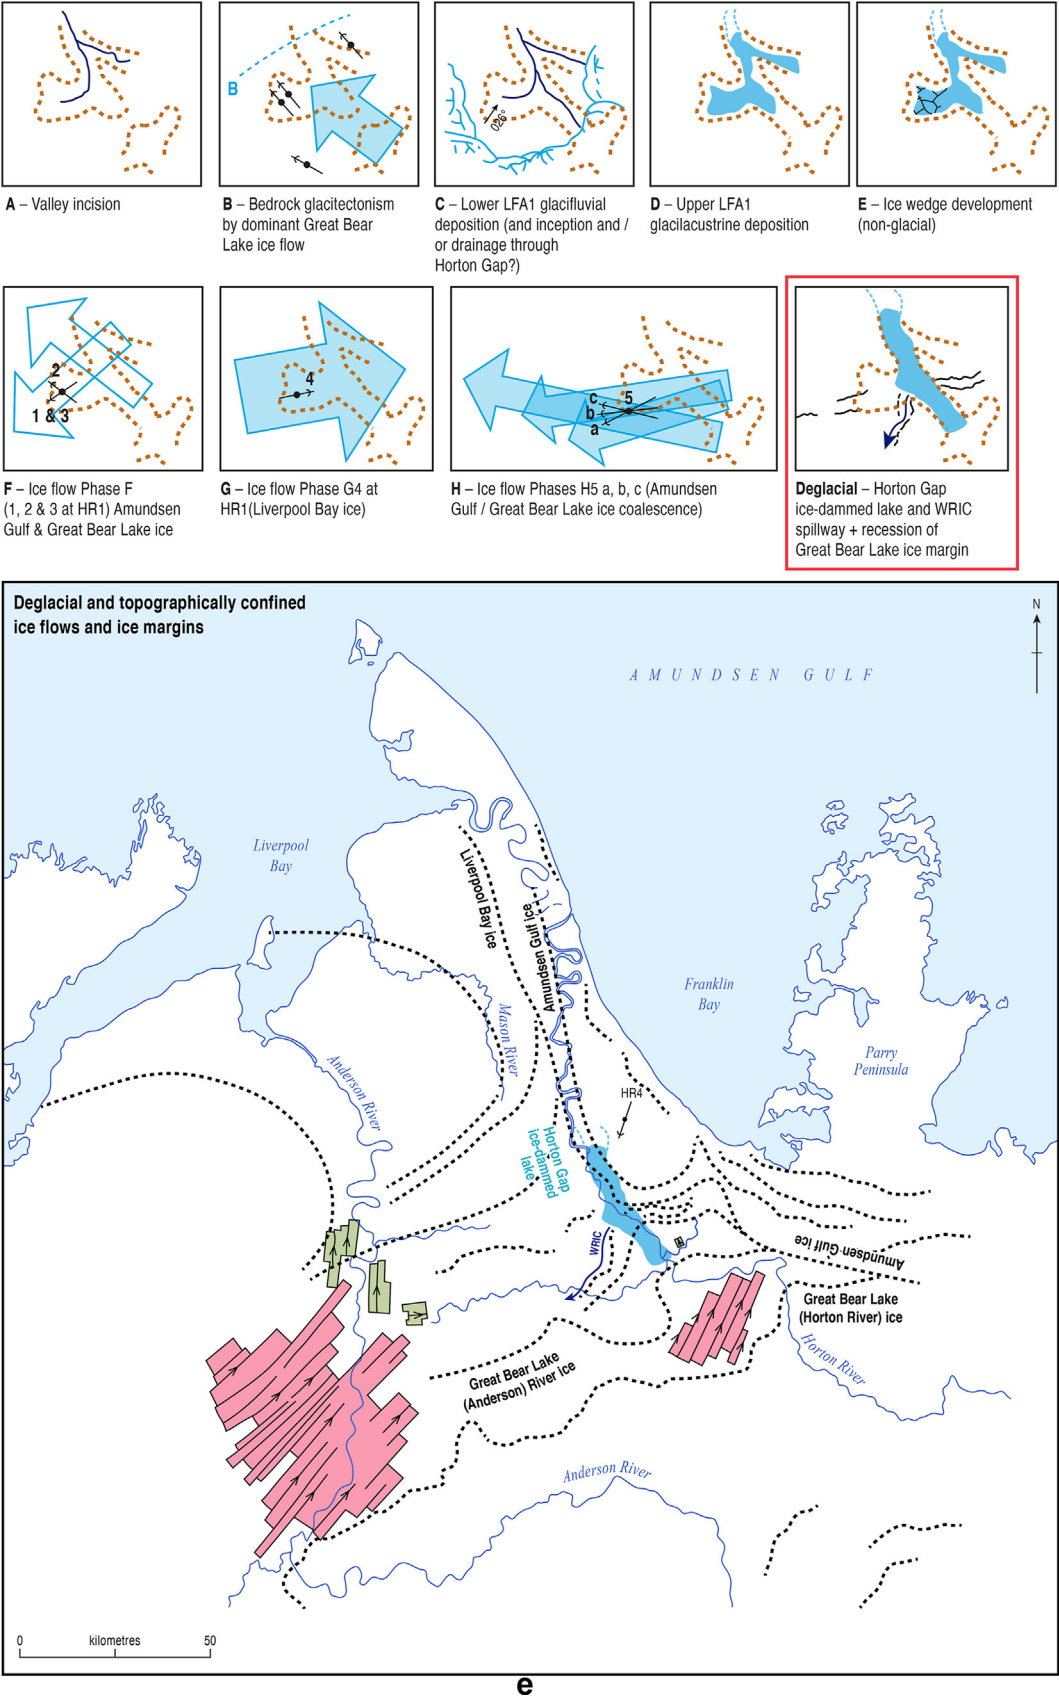 B
026°
A – Valley incision
B – Bedrock glacitectonism
by dominant Great Bear
Lake ice flow
C – Lower LFA1 glacifluvial
deposition (and inception and /
or drainage through
Horton Gap?)
D – Upper LFA1
glacilacustrine deposition
E – Ice wedge development
(non-glacial)
2
1 & 3
4
c
b
a
5
F – Ice flow Phase F
(1, 2 & 3 at HR1) Amundsen
Gulf & Great Bear Lake ice
G – Ice flow Phase G4 at
HR1(Liverpool Bay ice)
H – Ice flow Phases H5 a, b, c (Amundsen
Gulf / Great Bear Lake ice coalescence)
Deglacial – Horton Gap
ice-dammed lake and WRIC
spillway + recession of
Great Bear Lake ice margin
Deglacial and topographically confined
ice flows and ice margins
N
AMUNDSEN GULF
Liverpool
Bay
Liverpool Bay ice
Amundsen Gulf ice
Franklin
Bay
Mason River
Parry
Peninsula
Anderson River
HR4
Horton Gap
ice-dammed
lake
WRIC
Amundsen Gulf ice
Great Bear Lake
(Horton River) ice
Horton River
Great Bear Lake
(Anderson) River ice
Anderson River
0 kilometres 50
e